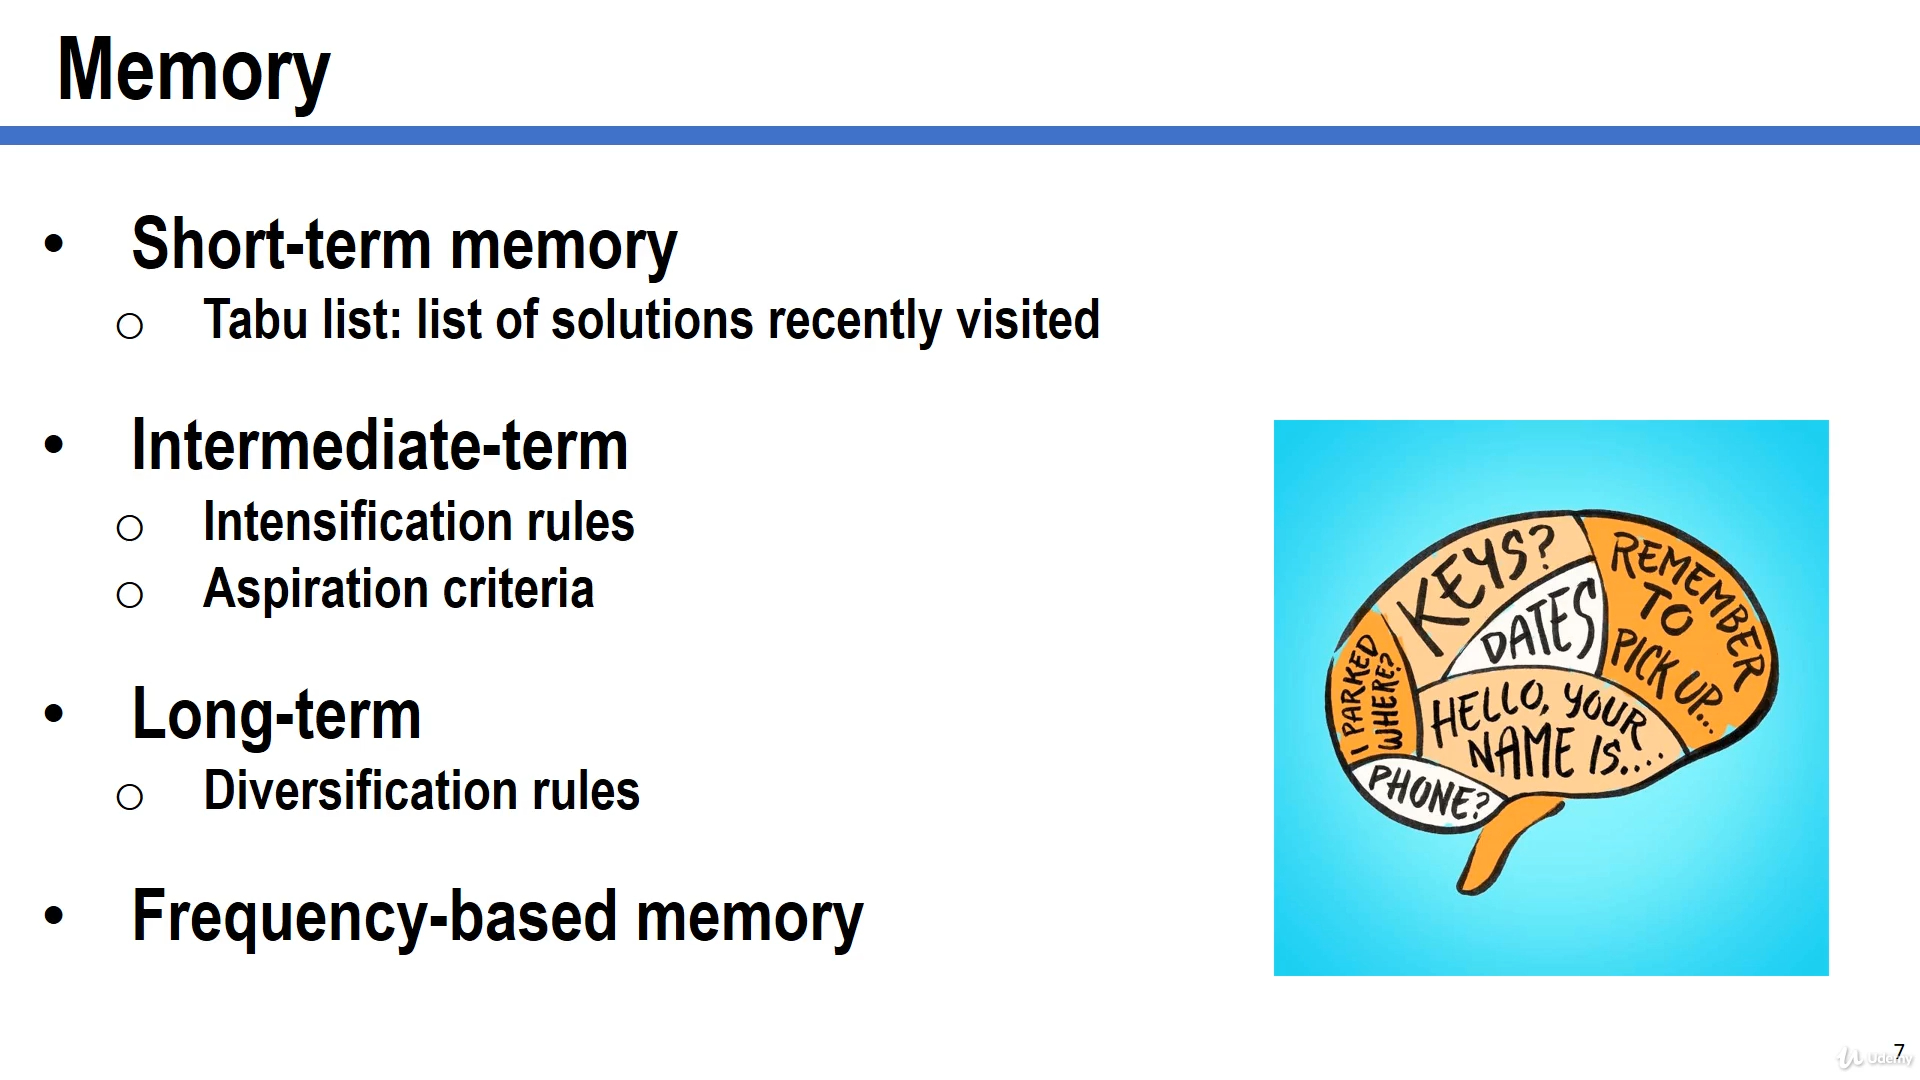 Memory
• Short-term memory
o Tabu list: list of solutions recently visited
• Intermediate-term
o Intensification rules
o Aspiration criteria
• Long-term
o Diversification rules
• Frequency-based memory
KEYS?
DATES
REMEMBER
TO
PICK UP...
I PARKED
WHERE?
HELLO, YOUR
NAME IS....
PHONE?
7
Udemy